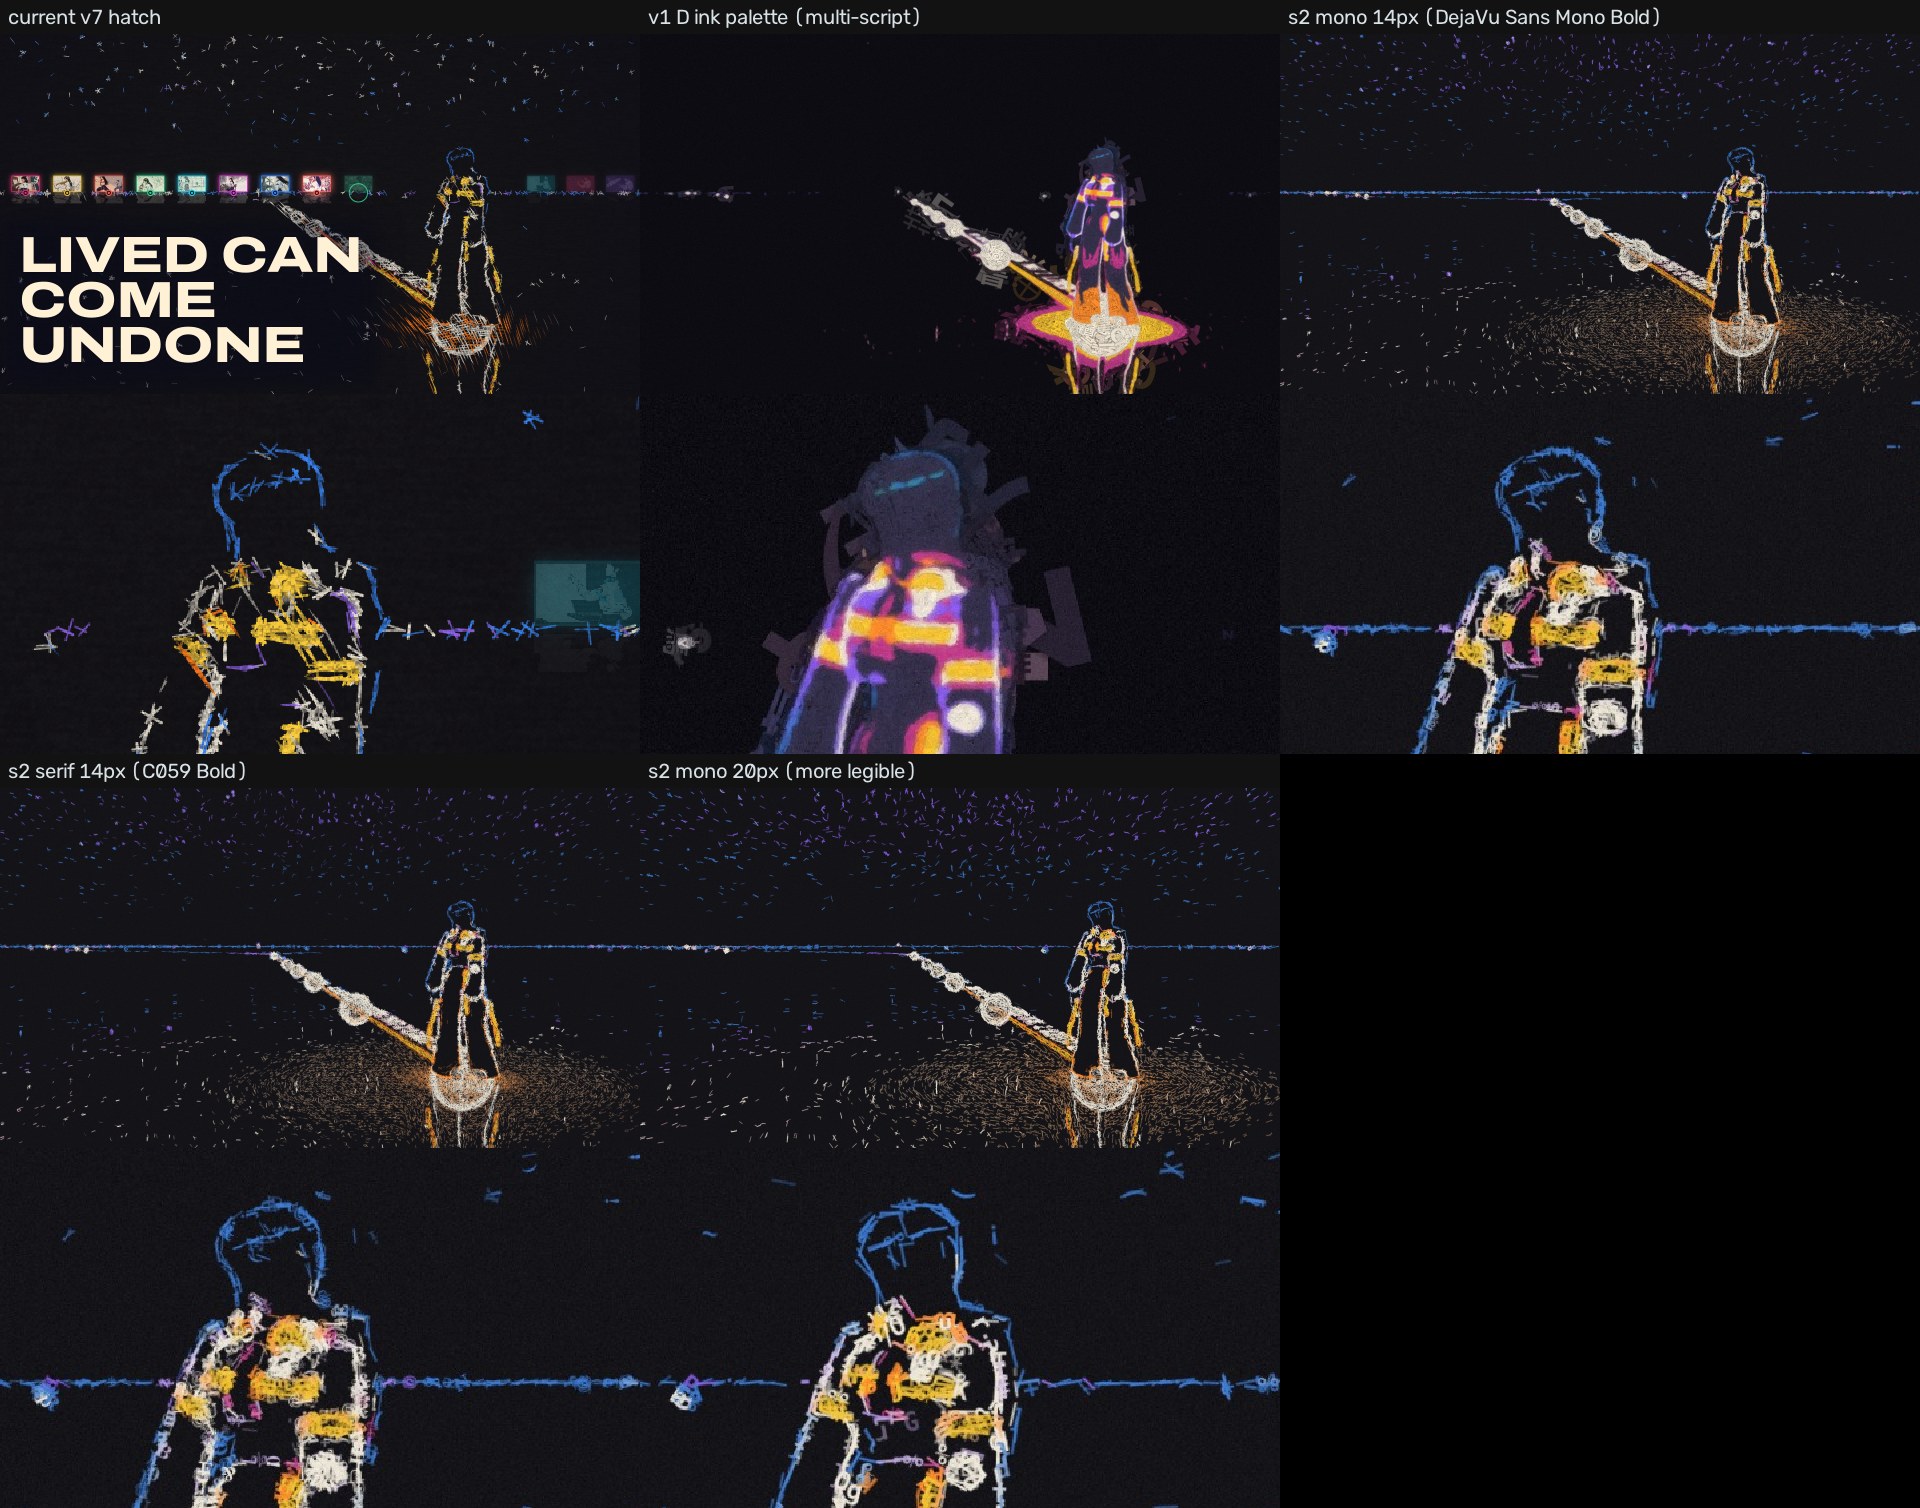 current v7 hatch
v1 D ink palette (multi-script)
s2 mono 14px (DejaVu Sans Mono Bold)
LIVED CAN
COME
UNDONE
s2 serif 14px (C059 Bold)
s2 mono 20px (more legible)